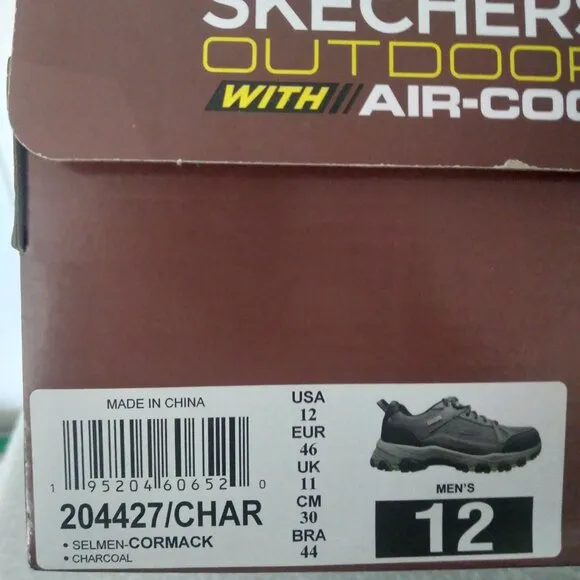 SKECHERS
OUTDOOR
WITH AIR-COO
MADE IN CHINA
1 95204 60652 0
204427/CHAR
• SELMEN-CORMACK
• CHARCOAL
USA
12
EUR
46
UK
11
CM
30
BRA
44
MEN'S
12